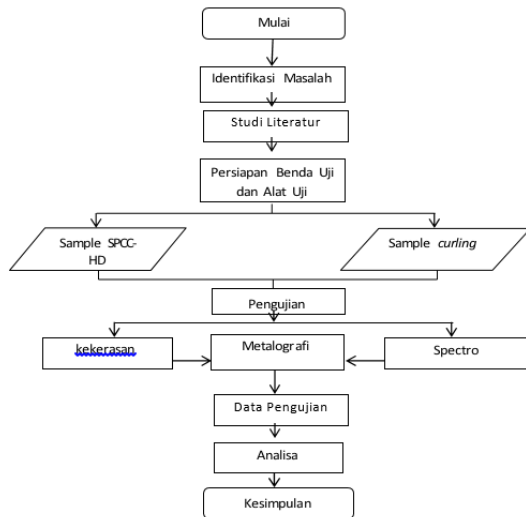 Mulai
Identifikasi Masalah
Studi Literatur
Persiapan Benda Uji
dan Alat Uji
Sample SPCC-
HD
Sample curling
Pengujian
kekerasan
Metalografi
Spectro
Data Pengujian
Analisa
Kesimpulan